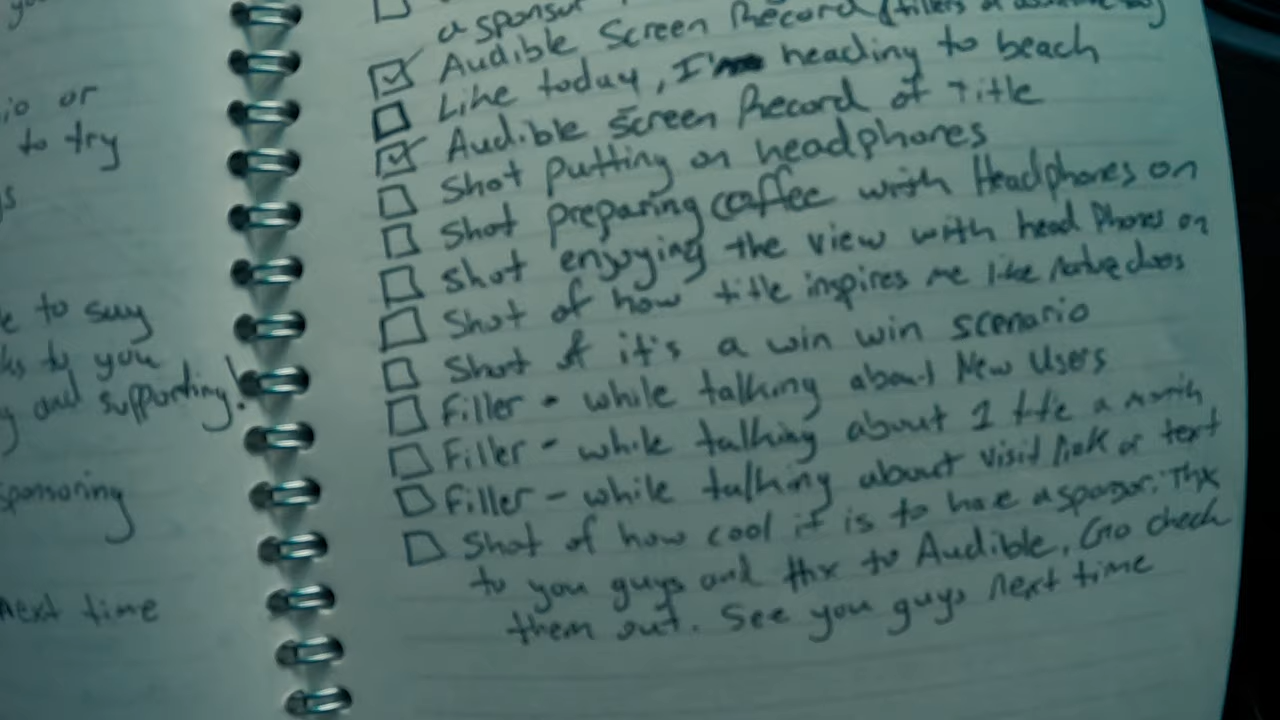 io or
to try
to say
to you
and supporting!
sponsoring
next time
a sponsor
Audible Screen Record (fillers
Like today, I'm heading to beach
Audible Screen Record of Title
Shot putting on headphones
Shot preparing coffee with Headphones on
Shot enjoying the view with head Phones on
Shot of how title inspires me like Nature does
Shot of it's a win win scenario
Filler - while talking about New Users
Filler - while talking about 1 title a month
Filler - while talking about visit link or text
Shot of how cool it is to have a sponsor. Thx
to you guys and thx to Audible. Go check
them out. See you guys next time